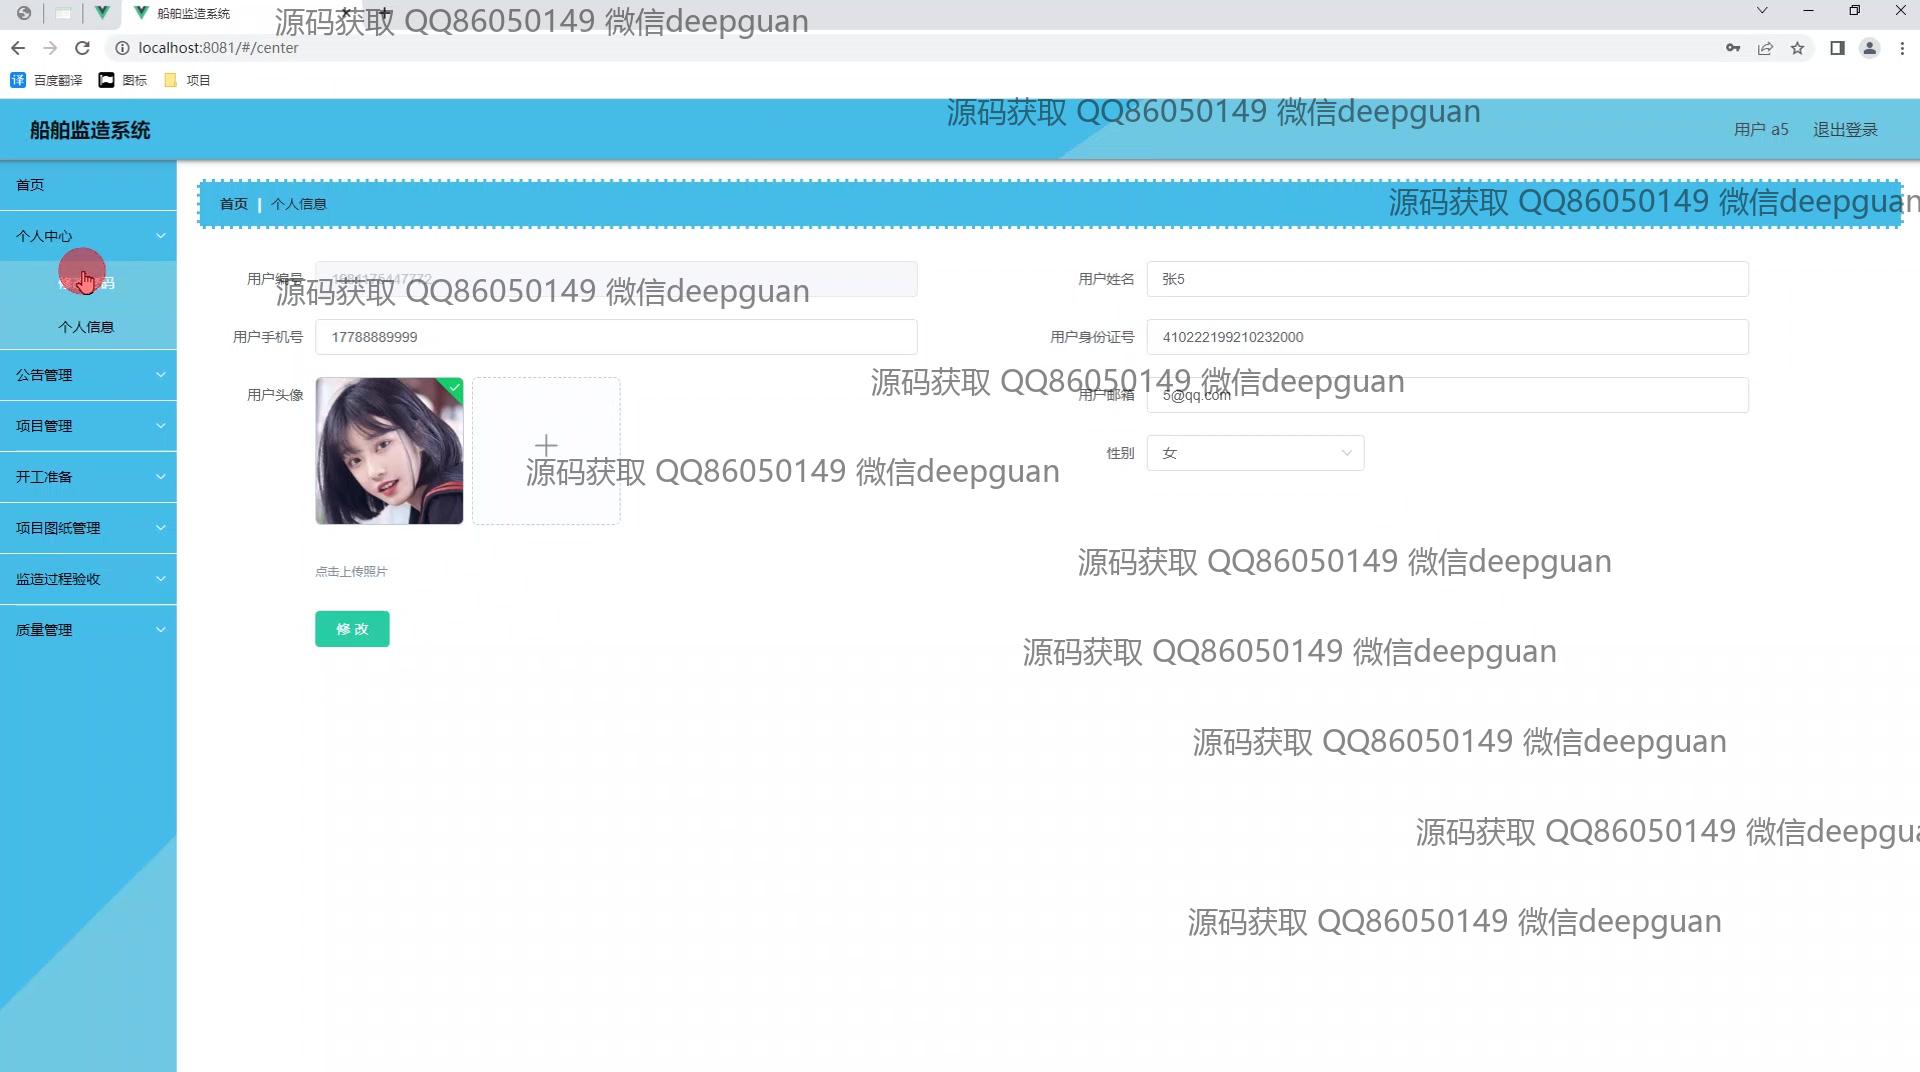 船舶监造系统
源码获取 QQ86050149 微信deepguan
localhost:8081/#/center
百度翻译 图标 项目
船舶监造系统
源码获取 QQ86050149 微信deepguan
用户 a5 退出登录
首页
首页 | 个人信息
源码获取 QQ86050149 微信deepguan
个人中心
个人信息
公告管理
项目管理
开工准备
项目图纸管理
监造过程验收
质量管理
用户编号
源码获取 QQ86050149 微信deepguan
用户姓名 张5
用户手机号 17788889999
用户身份证号 410222199210232000
用户头像
源码获取 QQ86050149 微信deepguan
用户邮箱 5@qq.com
源码获取 QQ86050149 微信deepguan
性别 女
源码获取 QQ86050149 微信deepguan
点击上传照片
修 改
源码获取 QQ86050149 微信deepguan
源码获取 QQ86050149 微信deepguan
源码获取 QQ86050149 微信deepgua
源码获取 QQ86050149 微信deepguan